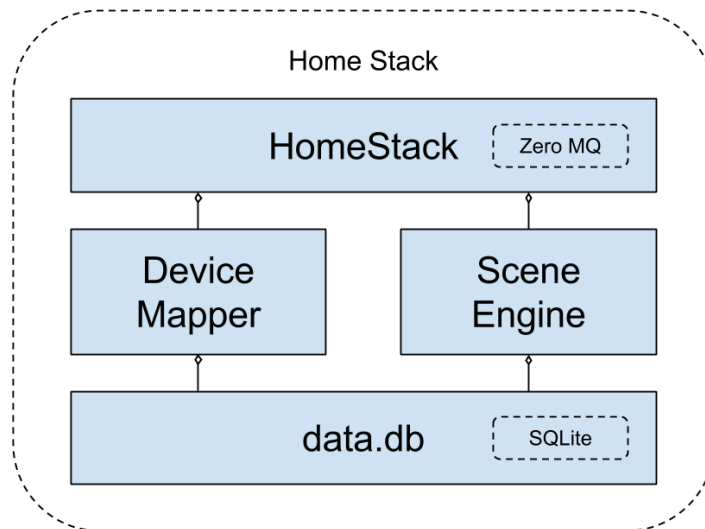 Home Stack
HomeStack
Zero MQ
Device
Mapper
Scene
Engine
data.db
SQLite